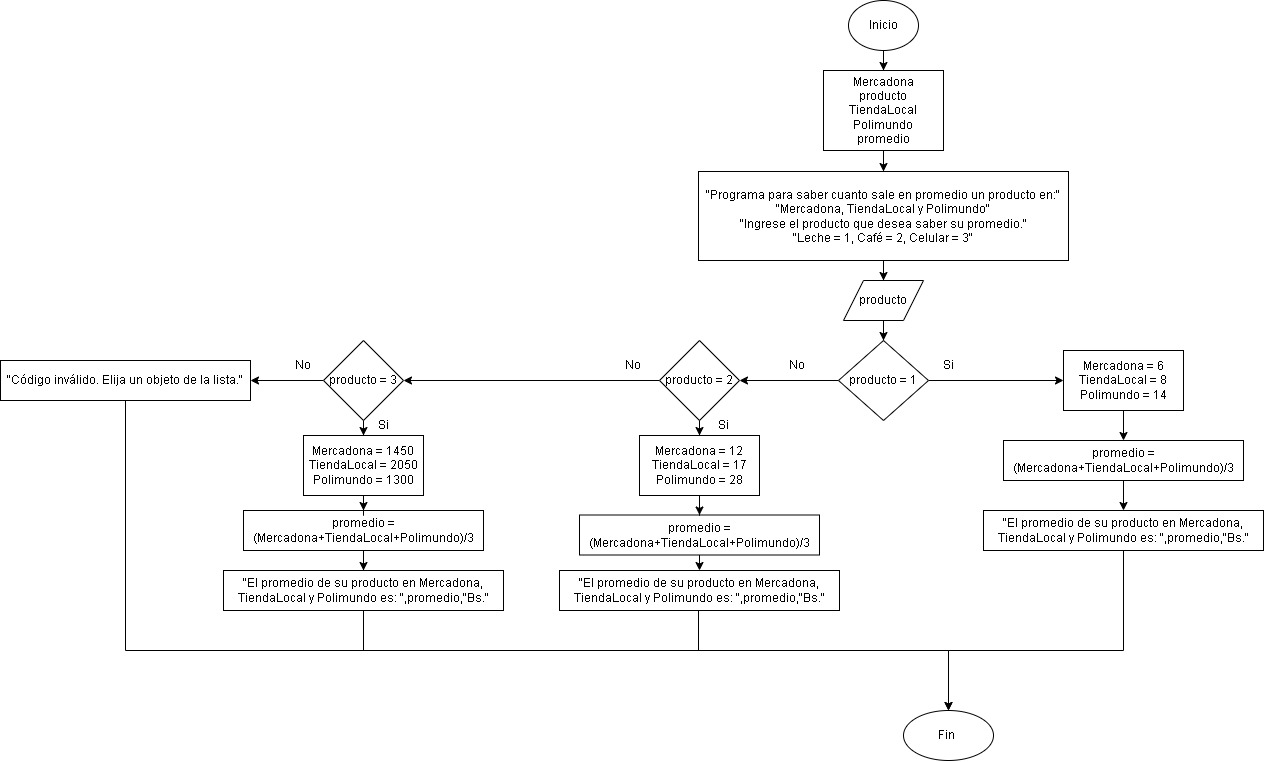 Inicio
Mercadona
producto
TiendaLocal
Polimundo
promedio
"Programa para saber cuanto sale en promedio un producto en:"
"Mercadona, TiendaLocal y Polimundo"
"Ingrese el producto que desea saber su promedio."
"Leche = 1, Café = 2, Celular = 3"
producto
producto = 1
Si
Mercadona = 6
TiendaLocal = 8
Polimundo = 14
promedio =
(Mercadona+TiendaLocal+Polimundo)/3
"El promedio de su producto en Mercadona,
TiendaLocal y Polimundo es: ",promedio,"Bs."
No
producto = 2
Si
Mercadona = 12
TiendaLocal = 17
Polimundo = 28
promedio =
(Mercadona+TiendaLocal+Polimundo)/3
"El promedio de su producto en Mercadona,
TiendaLocal y Polimundo es: ",promedio,"Bs."
No
producto = 3
Si
Mercadona = 1450
TiendaLocal = 2050
Polimundo = 1300
promedio =
(Mercadona+TiendaLocal+Polimundo)/3
"El promedio de su producto en Mercadona,
TiendaLocal y Polimundo es: ",promedio,"Bs."
No
"Código inválido. Elija un objeto de la lista."
Fin